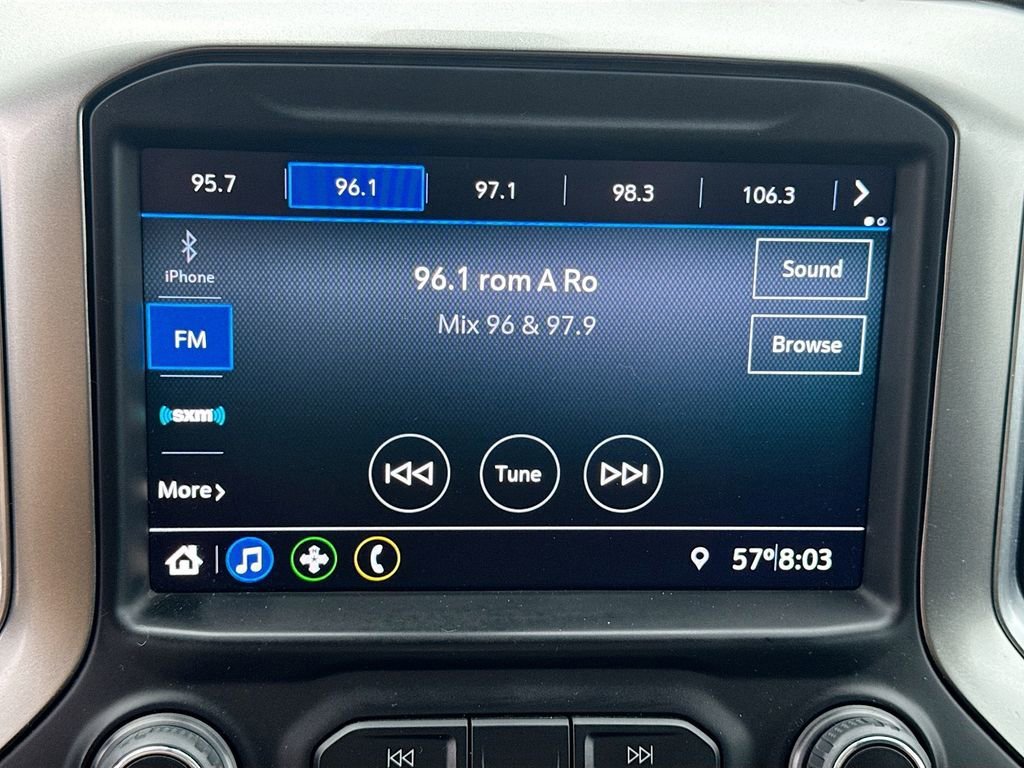 95.7 96.1 97.1 98.3 106.3
iPhone
96.1 rom A Ro
Sound
Mix 96 & 97.9
FM
Browse
sxm
More
Tune
57° 8:03